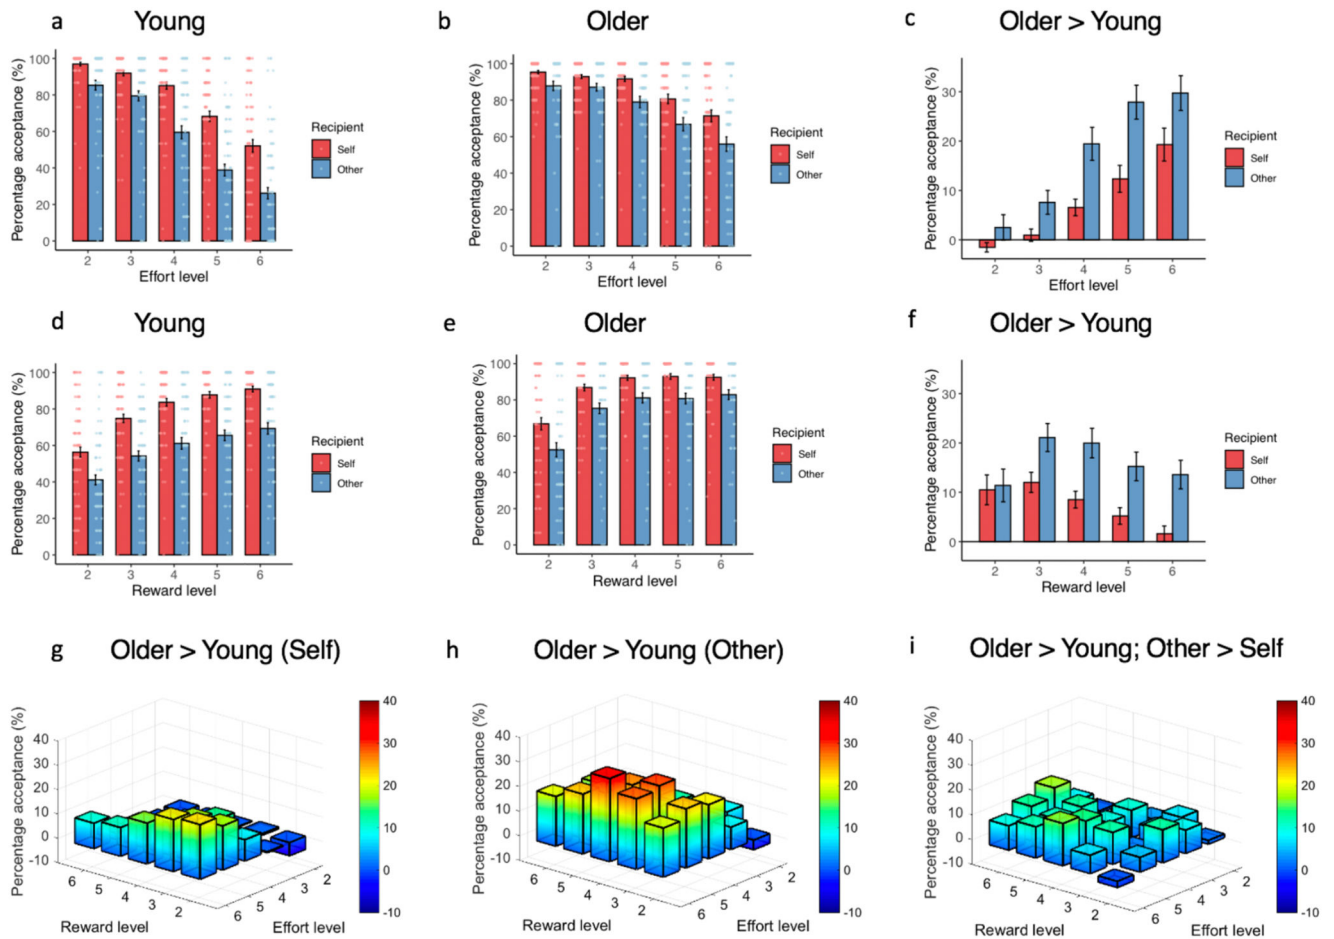 a Young
b Older
c Older > Young
Percentage acceptance (%)
100
80
60
40
20
0
2 3 4 5 6
Effort level
Recipient
Self
Other
Percentage acceptance (%)
100
80
60
40
20
0
2 3 4 5 6
Effort level
Recipient
Self
Other
Percentage acceptance (%)
30
20
10
0
2 3 4 5 6
Effort level
Recipient
Self
Other
d Young
e Older
f Older > Young
Percentage acceptance (%)
100
80
60
40
20
0
2 3 4 5 6
Reward level
Recipient
Self
Other
Percentage acceptance (%)
100
80
60
40
20
0
2 3 4 5 6
Reward level
Recipient
Self
Other
Percentage acceptance (%)
30
20
10
0
2 3 4 5 6
Reward level
Recipient
Self
Other
g Older > Young (Self)
h Older > Young (Other)
i Older > Young; Other > Self
Percentage acceptance (%)
40
30
20
10
0
-10
6 5 4 3 2
Reward level
6 5 4 3 2
Effort level
40
30
20
10
0
-10
Percentage acceptance (%)
40
30
20
10
0
-10
6 5 4 3 2
Reward level
6 5 4 3 2
Effort level
40
30
20
10
0
-10
Percentage acceptance (%)
40
30
20
10
0
-10
6 5 4 3 2
Reward level
6 5 4 3 2
Effort level
40
30
20
10
0
-10